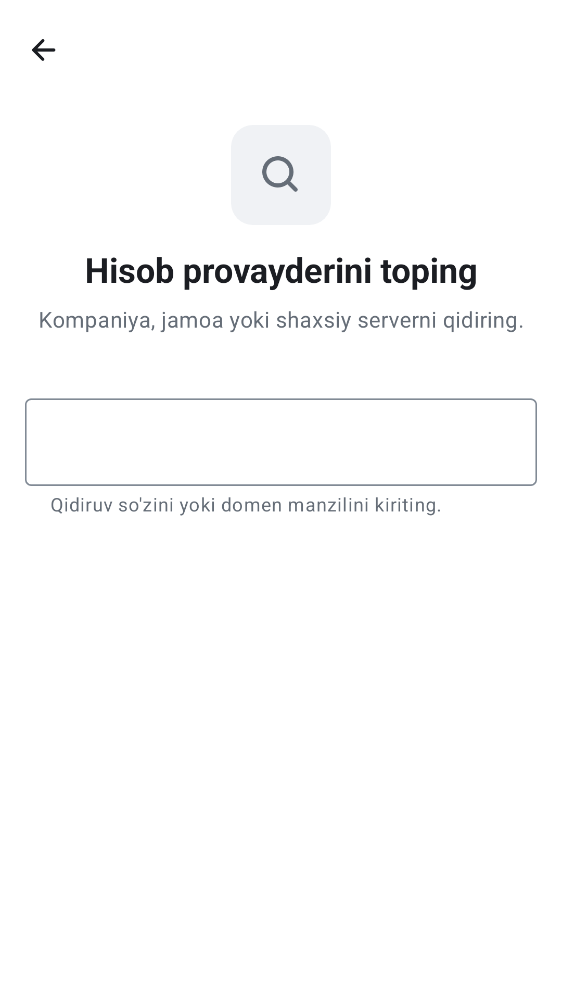 Hisob provayderini toping
Kompaniya, jamoa yoki shaxsiy serverni qidiring.
Qidiruv so'zini yoki domen manzilini kiriting.